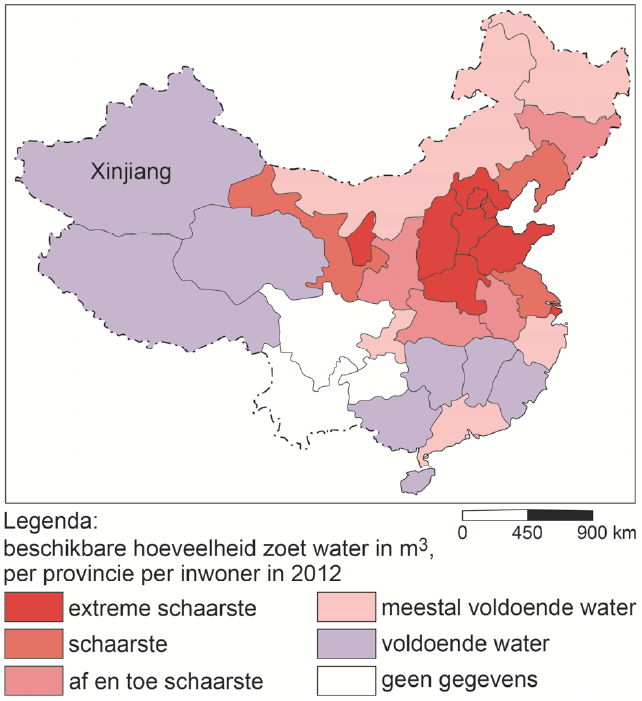 Xinjiang
Legenda:
0 450 900 km
beschikbare hoeveelheid zoet water in m³,
per provincie per inwoner in 2012
extreme schaarste
meestal voldoende water
schaarste
voldoende water
af en toe schaarste
geen gegevens